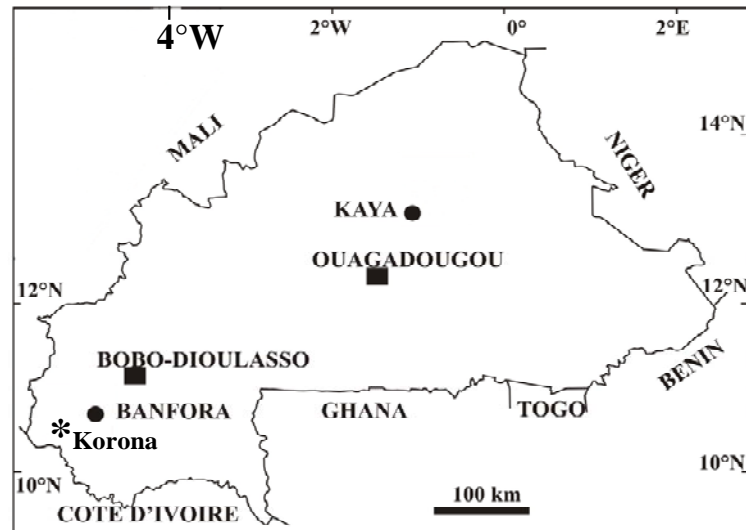 4°W 2°W 0° 2°E
MALI
14°N
NIGER
KAYA
OUAGADOUGOU
12°N 12°N
BOBO-DIOULASSO
BENIN
BANFORA GHANA TOGO
* Korona
10°N 10°N
100 km
COTE D'IVOIRE